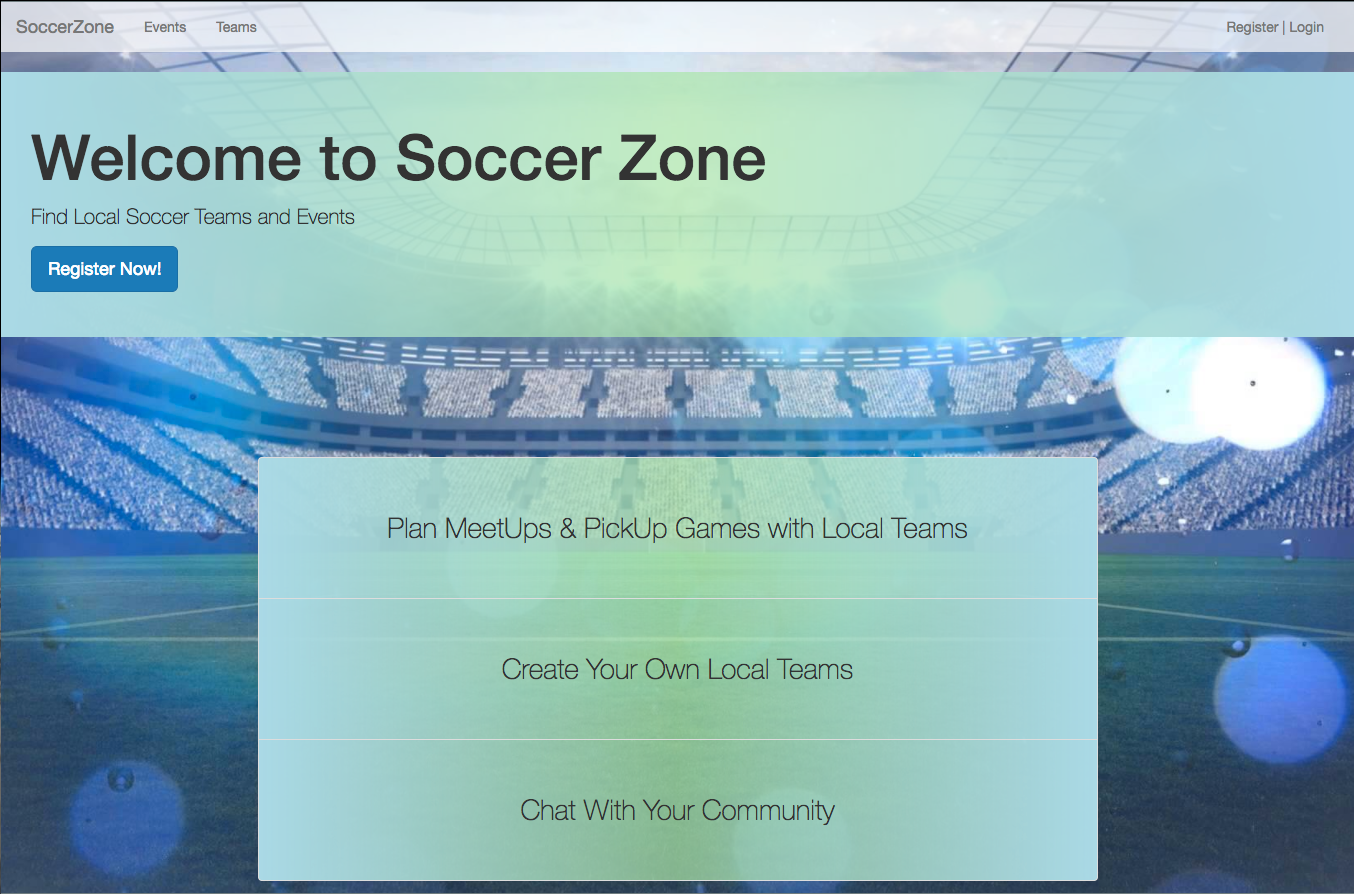 SoccerZone Events Teams Register | Login
Welcome to Soccer Zone
Find Local Soccer Teams and Events
Register Now!
Plan MeetUps & PickUp Games with Local Teams
Create Your Own Local Teams
Chat With Your Community